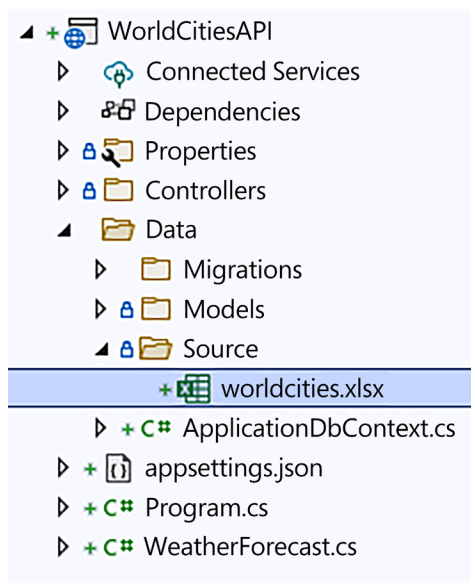 WorldCitiesAPI
Connected Services
Dependencies
Properties
Controllers
Data
Migrations
Models
Source
worldcities.xlsx
C# ApplicationDbContext.cs
appsettings.json
C# Program.cs
C# WeatherForecast.cs